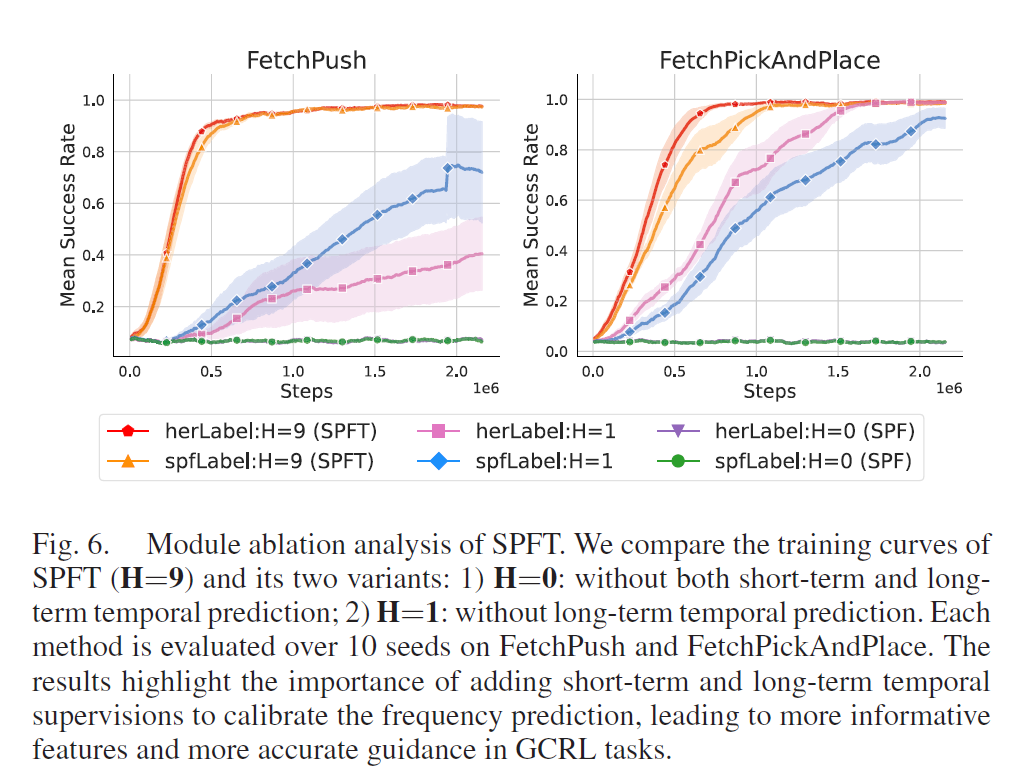 FetchPush
FetchPickAndPlace
Mean Success Rate
1.0
0.8
0.6
0.4
0.2
0.0
0.5
1.0
1.5
2.0
1e6
Steps
Mean Success Rate
1.0
0.8
0.6
0.4
0.2
0.0
0.0
0.5
1.0
1.5
2.0
1e6
Steps
herLabel:H=9 (SPFT)
herLabel:H=1
herLabel:H=0 (SPF)
spfLabel:H=9 (SPFT)
spfLabel:H=1
spfLabel:H=0 (SPF)
Fig. 6. Module ablation analysis of SPFT. We compare the training curves of
SPFT (H=9) and its two variants: 1) H=0: without both short-term and long-
term temporal prediction; 2) H=1: without long-term temporal prediction. Each
method is evaluated over 10 seeds on FetchPush and FetchPickAndPlace. The
results highlight the importance of adding short-term and long-term temporal
supervisions to calibrate the frequency prediction, leading to more informative
features and more accurate guidance in GCRL tasks.